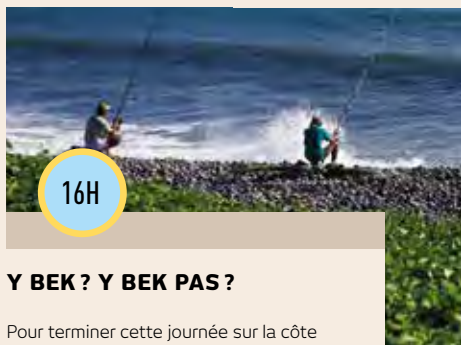 16H
Y BEK ? Y BEK PAS ?
Pour terminer cette journée sur la côte